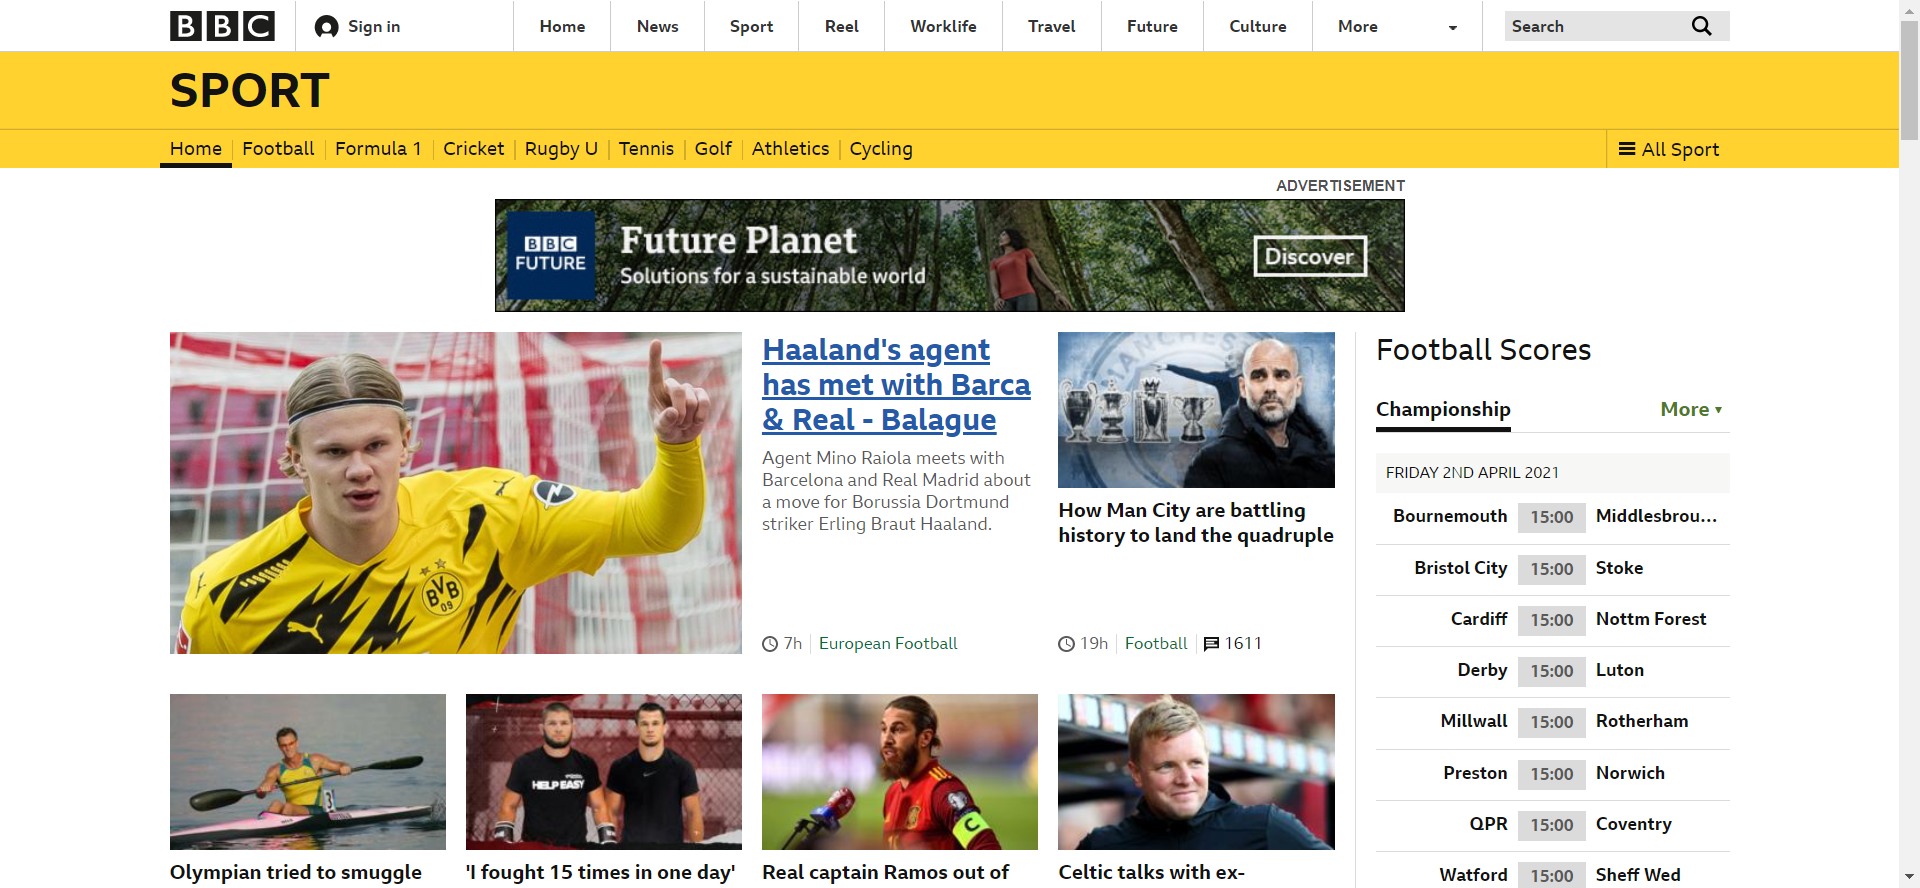 BBC Sign in Home News Sport Reel Worklife Travel Future Culture More Search
SPORT
Home Football Formula 1 Cricket Rugby U Tennis Golf Athletics Cycling All Sport
ADVERTISEMENT
BBC
FUTURE
Future Planet
Solutions for a sustainable world
Discover
Haaland's agent
has met with Barca
& Real - Balague
Agent Mino Raiola meets with
Barcelona and Real Madrid about
a move for Borussia Dortmund
striker Erling Braut Haaland.
7h European Football
BVB
09
MANCHESTER
How Man City are battling
history to land the quadruple
19h Football 1611
Olympian tried to smuggle
HELP EASY
'I fought 15 times in one day'
C
Real captain Ramos out of
Celtic talks with ex-
Football Scores
Championship More
FRIDAY 2ND APRIL 2021
Bournemouth 15:00 Middlesbrou...
Bristol City 15:00 Stoke
Cardiff 15:00 Nottm Forest
Derby 15:00 Luton
Millwall 15:00 Rotherham
Preston 15:00 Norwich
QPR 15:00 Coventry
Watford 15:00 Sheff Wed